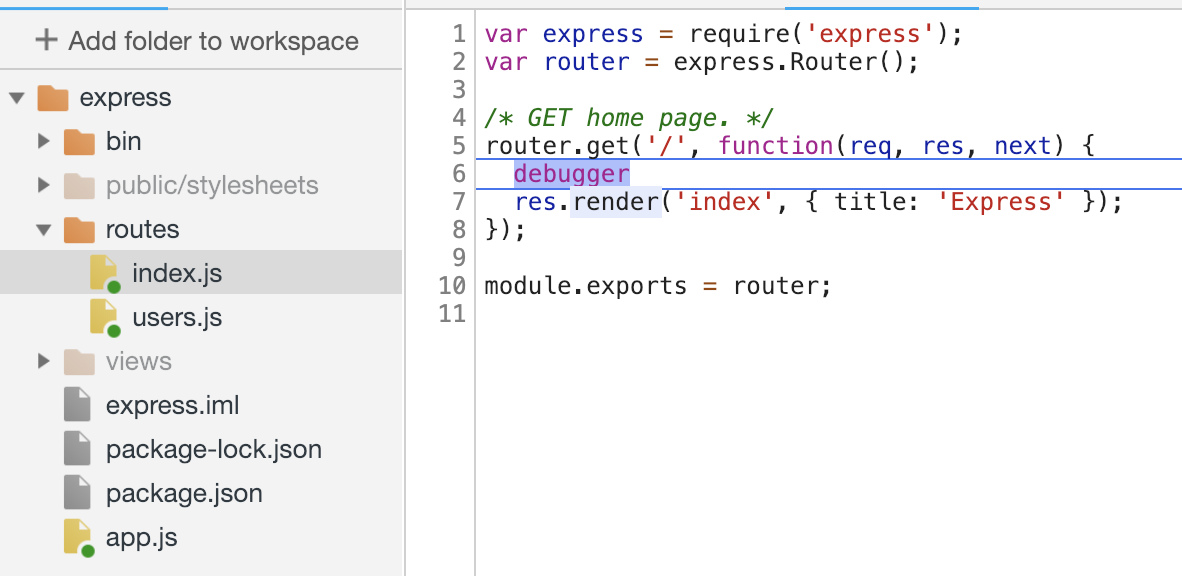 + Add folder to workspace
express
bin
public/stylesheets
routes
index.js
users.js
views
express.iml
package-lock.json
package.json
app.js
1 var express = require('express');
2 var router = express.Router();
3
4 /* GET home page. */
5 router.get('/', function(req, res, next) {
6   debugger
7   res.render('index', { title: 'Express' });
8 });
9
10 module.exports = router;
11